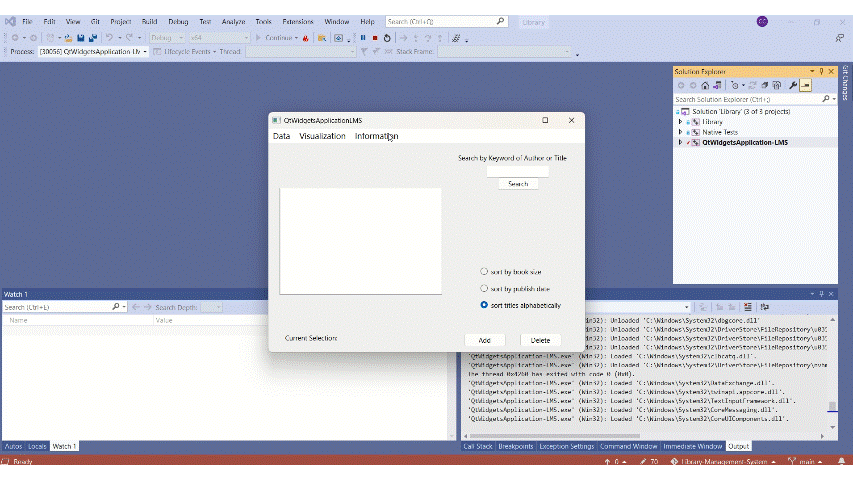 File Edit View Git Project Build Debug Test Analyze Tools Extensions Window Help Search (Ctrl+Q) Library CC
Debug x64 Continue
Process: [30056] QtWidgetsApplication-LM Lifecycle Events Thread: Stack Frame:
Solution Explorer
Search Solution Explorer (Ctrl+;)
Solution 'Library' (3 of 3 projects)
Library
Native Tests
QtWidgetsApplication-LMS
Git Changes
QtWidgetsApplicationLMS
Data Visualization Information
Search by Keyword of Author or Title
Search
sort by book size
sort by publish date
sort titles alphabetically
Current Selection:
Add Delete
Watch 1
Search (Ctrl+E) Search Depth:
Name Value
in32): Unloaded 'C:\Windows\System32\dbgcore.dll'
in32): Unloaded 'C:\Windows\System32\DriverStore\FileRepository\u03
in32): Unloaded 'C:\Windows\System32\DriverStore\FileRepository\u03
in32): Unloaded 'C:\Windows\System32\DriverStore\FileRepository\u03
'QtWidgetsApplication-LMS.exe' (Win32): Loaded 'C:\Windows\System32\clbcatq.dll'.
'QtWidgetsApplication-LMS.exe' (Win32): Unloaded 'C:\Windows\System32\DriverStore\FileRepository\nvhm
The thread 0x4260 has exited with code 0 (0x0).
'QtWidgetsApplication-LMS.exe' (Win32): Loaded 'C:\Windows\System32\DataExchange.dll'.
'QtWidgetsApplication-LMS.exe' (Win32): Loaded 'C:\Windows\System32\twinapi.appcore.dll'.
'QtWidgetsApplication-LMS.exe' (Win32): Loaded 'C:\Windows\System32\TextInputFramework.dll'.
'QtWidgetsApplication-LMS.exe' (Win32): Loaded 'C:\Windows\System32\CoreMessaging.dll'.
'QtWidgetsApplication-LMS.exe' (Win32): Loaded 'C:\Windows\System32\CoreUIComponents.dll'.
Autos Locals Watch 1 Call Stack Breakpoints Exception Settings Command Window Immediate Window Output
Ready 0 70 Library-Management-System main